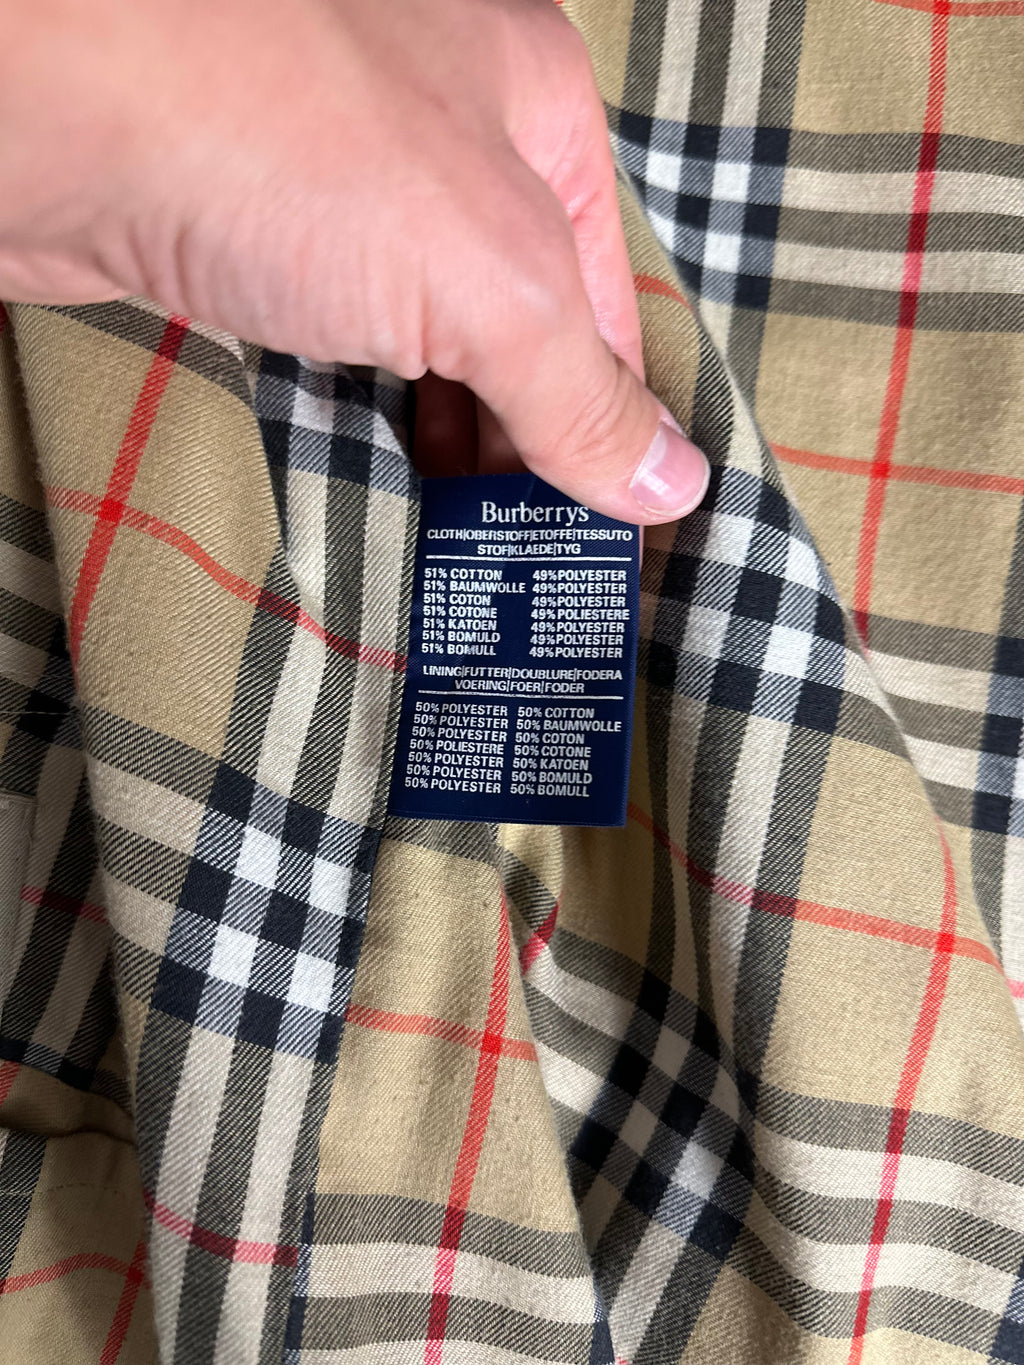 Burberrys
CLOTH|OBERSTOFF|ETOFFE|TESSUTO
STOF|KLAEDE|TYG
51% COTTON 49% POLYESTER
51% BAUMWOLLE 49% POLYESTER
51% COTON 49% POLYESTER
51% COTONE 49% POLIESTERE
51% KATOEN 49% POLYESTER
51% BOMULD 49% POLYESTER
51% BOMULL 49% POLYESTER
LINING|FUTTER|DOUBLURE|FODERA
VOERING|FOER|FODER
50% POLYESTER 50% COTTON
50% POLYESTER 50% BAUMWOLLE
50% POLYESTER 50% COTON
50% POLIESTERE 50% COTONE
50% POLYESTER 50% KATOEN
50% POLYESTER 50% BOMULD
50% POLYESTER 50% BOMULL